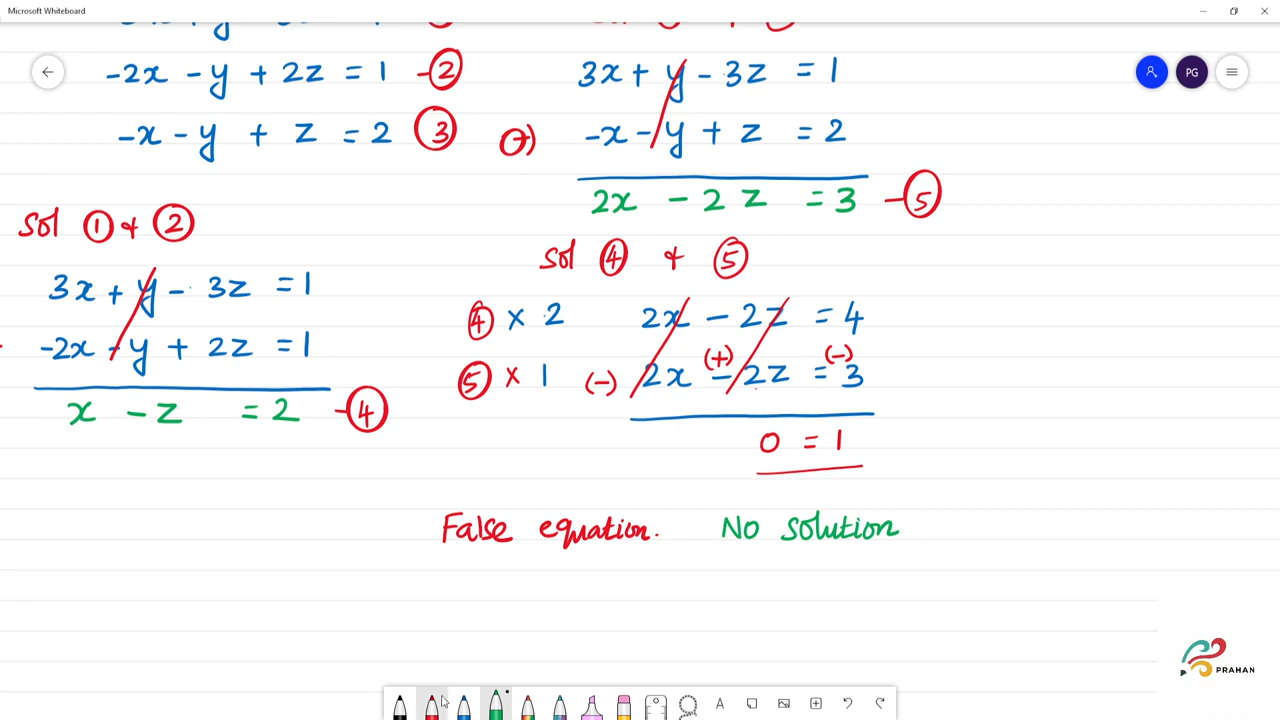 Microsoft Whiteboard
-2x - y + 2z = 1 - ②
-x - y + z = 2 ③
Sol ① & ②
3x + y - 3z = 1
-2x - y + 2z = 1
x - z = 2 - ④
3x + y - 3z = 1
-x - y + z = 2
2x - 2z = 3 - ⑤
Sol ④ & ⑤
④ × 2 2x - 2z = 4
⑤ × 1 (-) 2x (+) - 2z = (-) 3
0 = 1
False equation. No solution
PG
PRAHAN
A